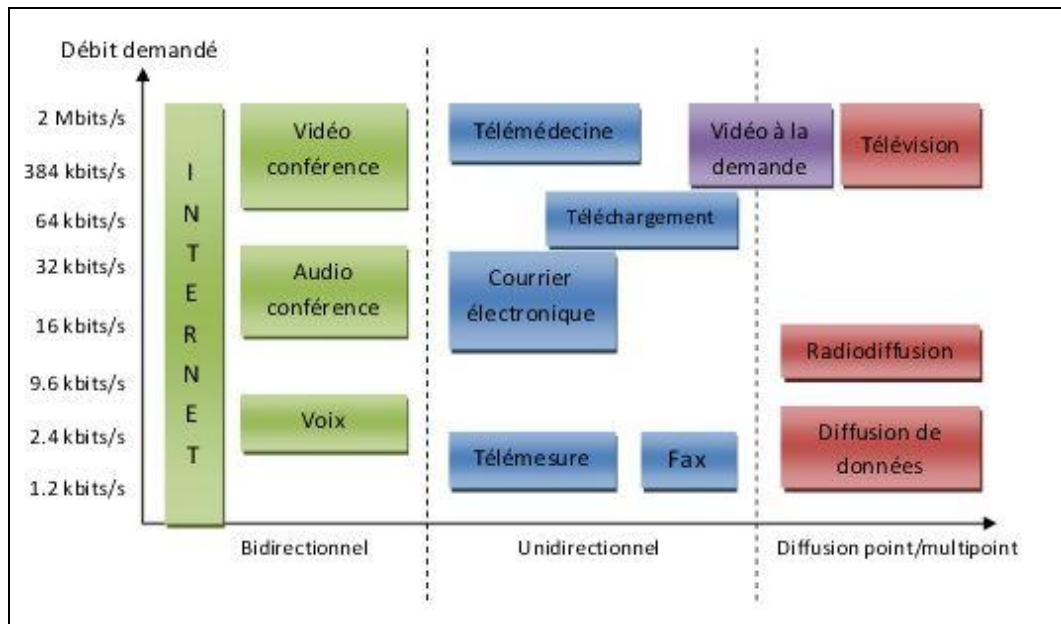 Débit demandé
2 Mbits/s
384 kbits/s
64 kbits/s
32 kbits/s
16 kbits/s
9.6 kbits/s
2.4 kbits/s
1.2 kbits/s
I
N
T
E
R
N
E
T
Vidéo
conférence
Audio
conférence
Voix
Télémédecine
Téléchargement
Courrier
électronique
Télémesure
Fax
Vidéo à la
demande
Télévision
Radiodiffusion
Diffusion de
données
Bidirectionnel
Unidirectionnel
Diffusion point/multipoint